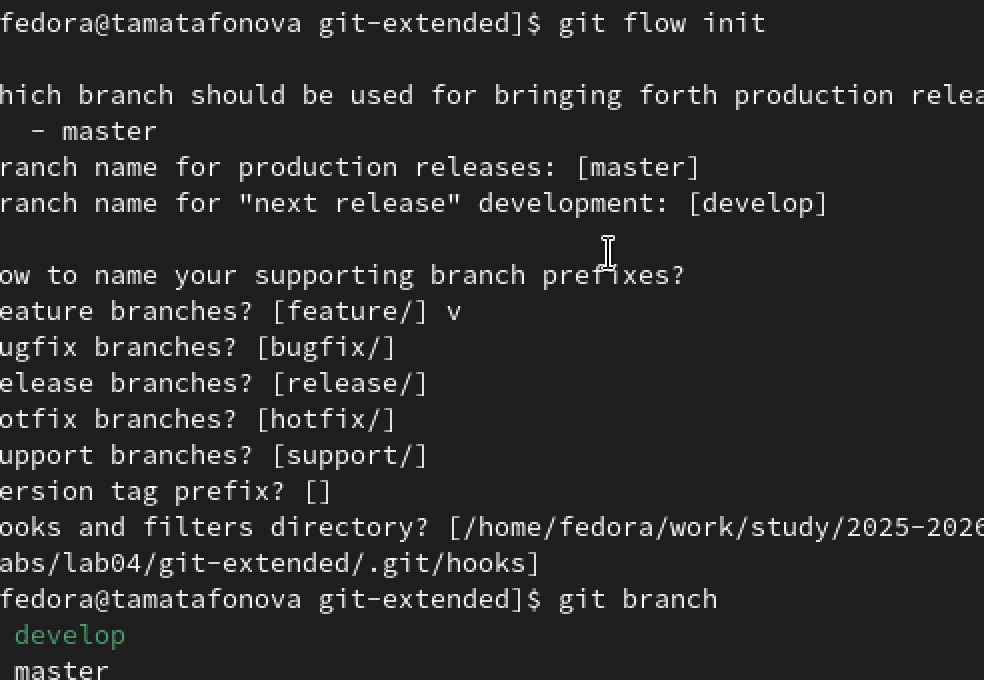 fedora@tamatafonova git-extended]$ git flow init
hich branch should be used for bringing forth production relea
- master
ranch name for production releases: [master]
ranch name for "next release" development: [develop]
ow to name your supporting branch prefixes?
eature branches? [feature/] v
ugfix branches? [bugfix/]
elease branches? [release/]
otfix branches? [hotfix/]
upport branches? [support/]
ersion tag prefix? []
ooks and filters directory? [/home/fedora/work/study/2025-2026
abs/lab04/git-extended/.git/hooks]
fedora@tamatafonova git-extended]$ git branch
develop
master